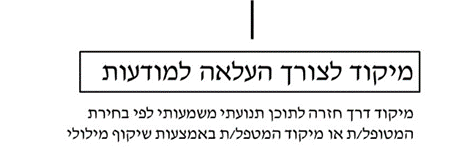 מיקוד לצורך העלאה למודעות
מיקוד דרך חזרה לתוכן תנועתי משמעותי לפי בחירת
המטופל/ת או מיקוד המטפל/ת באמצעות שיקוף מילולי